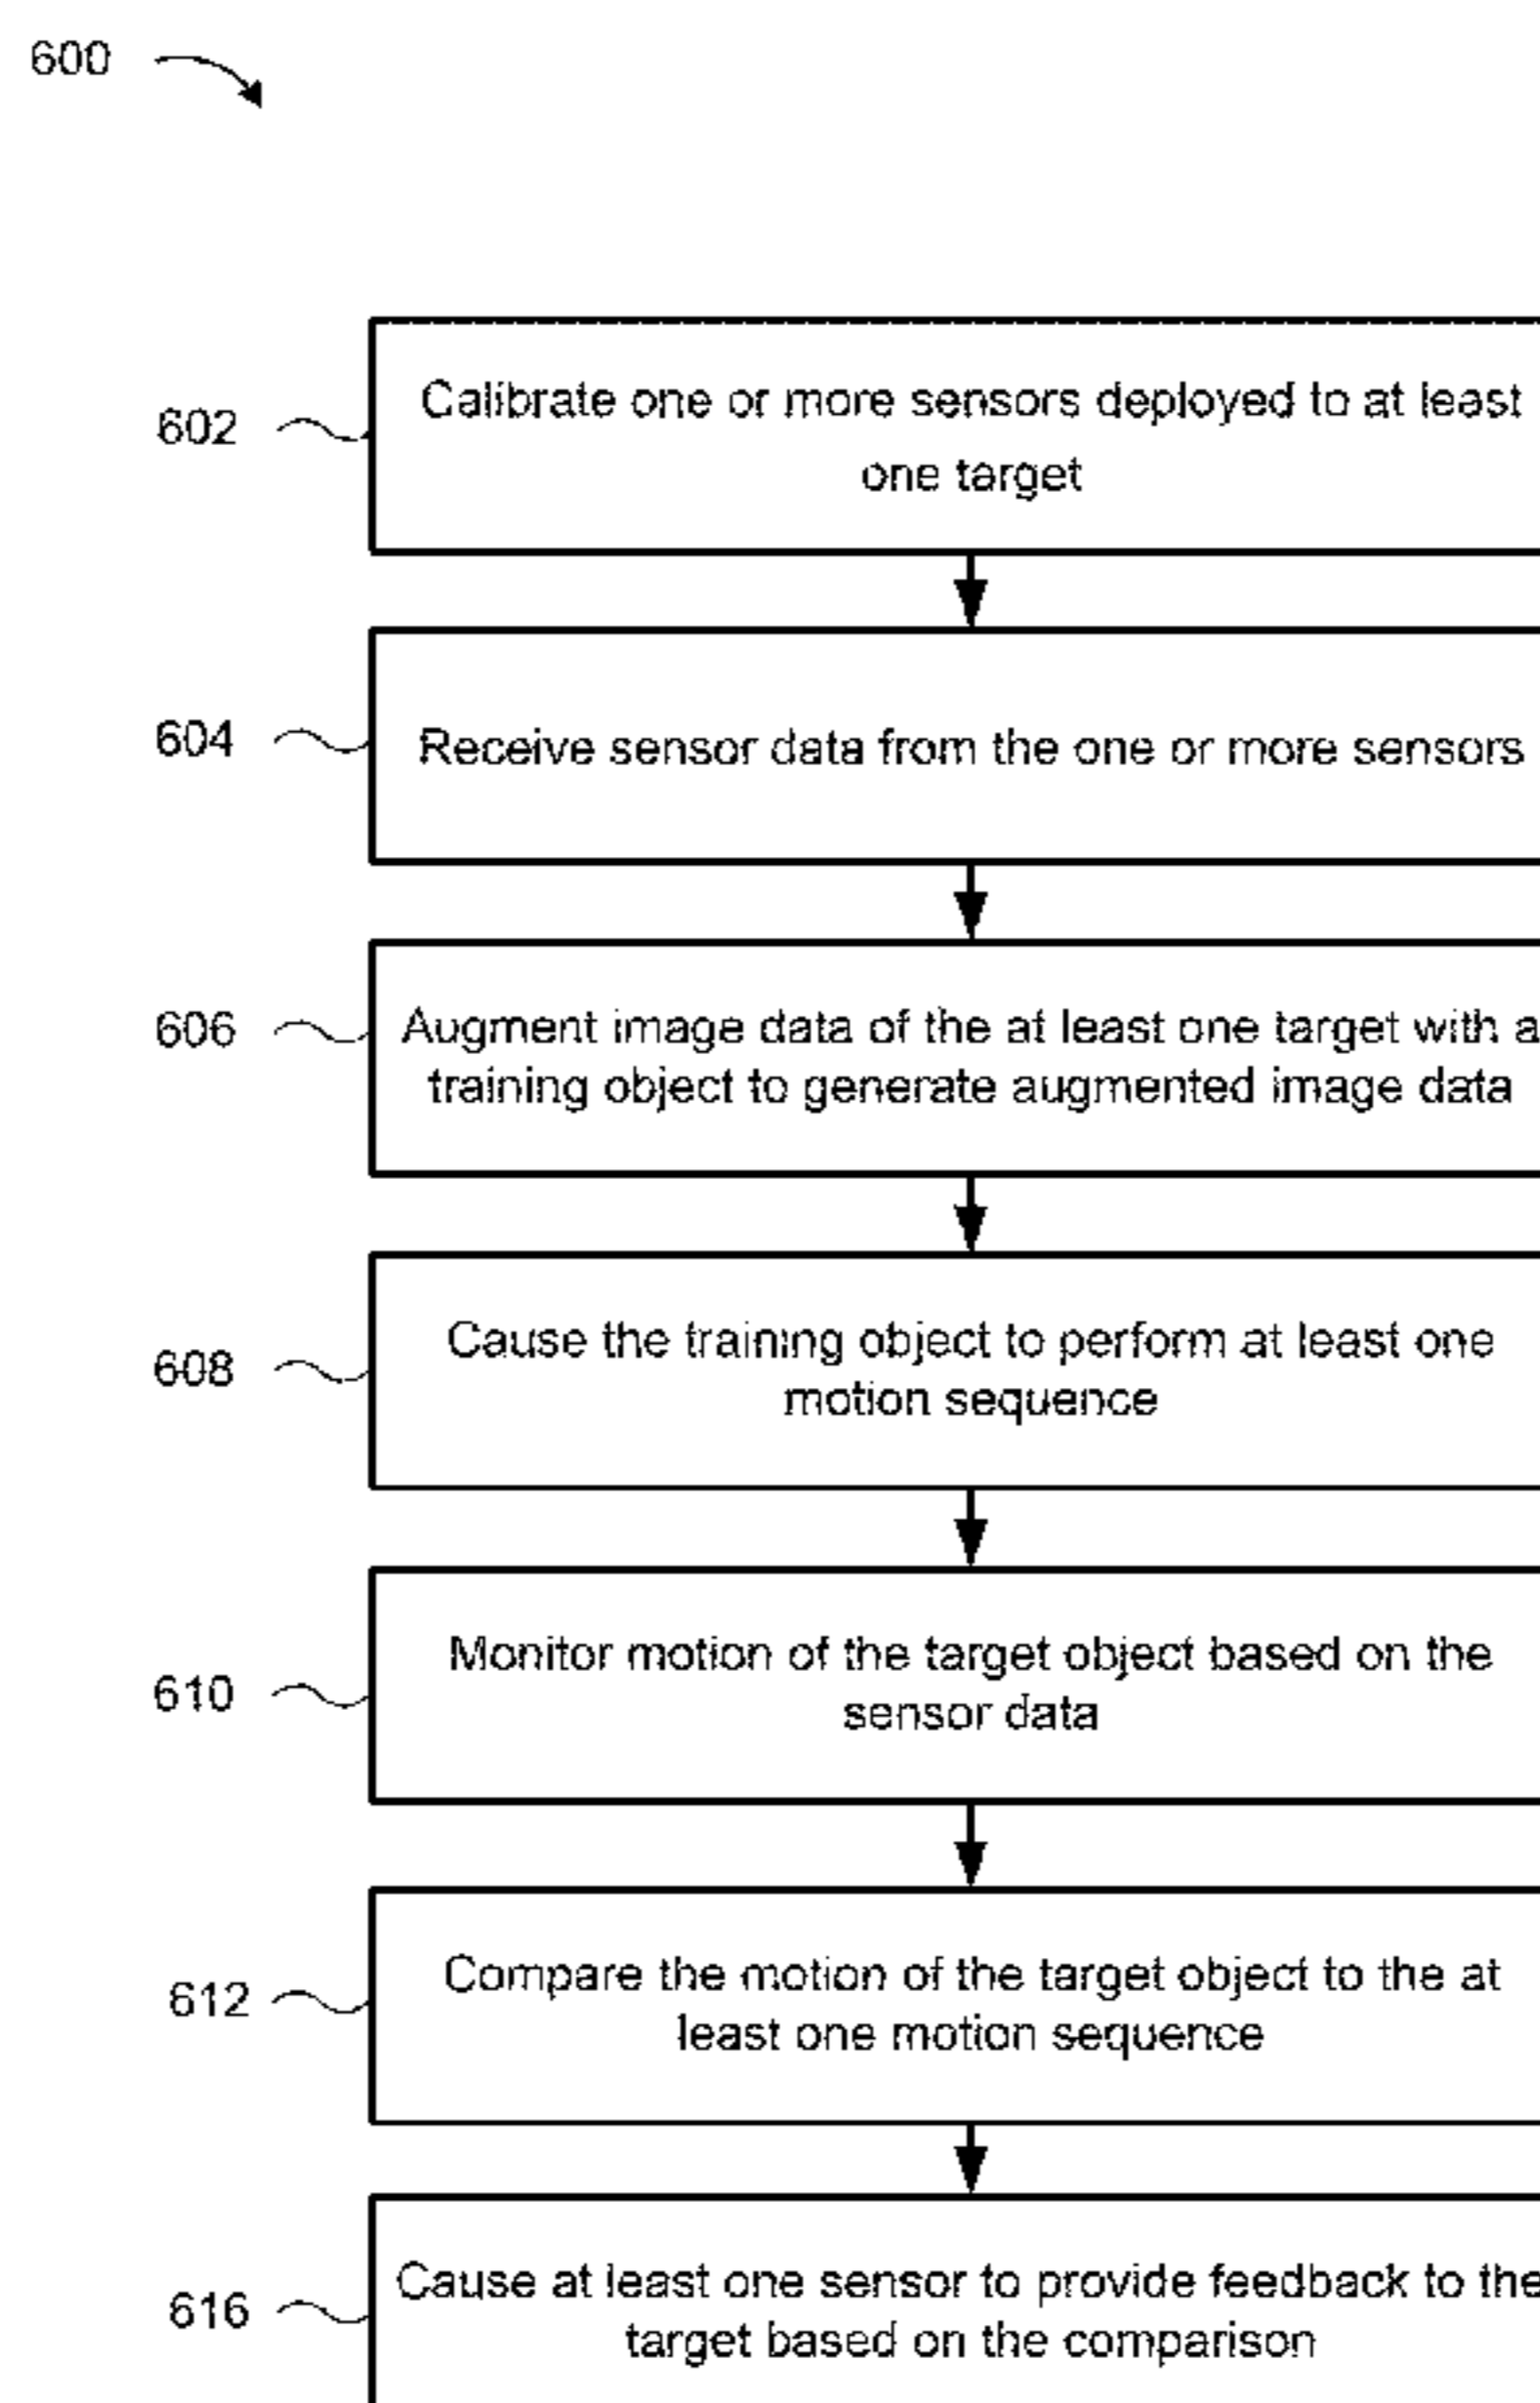 600
602
Calibrate one or more sensors deployed to at least
one target
604
Receive sensor data from the one or more sensors
606
Augment image data of the at least one target with a
training object to generate augmented image data
608
Cause the training object to perform at least one
motion sequence
610
Monitor motion of the target object based on the
sensor data
612
Compare the motion of the target object to the at
least one motion sequence
616
Cause at least one sensor to provide feedback to the
target based on the comparison